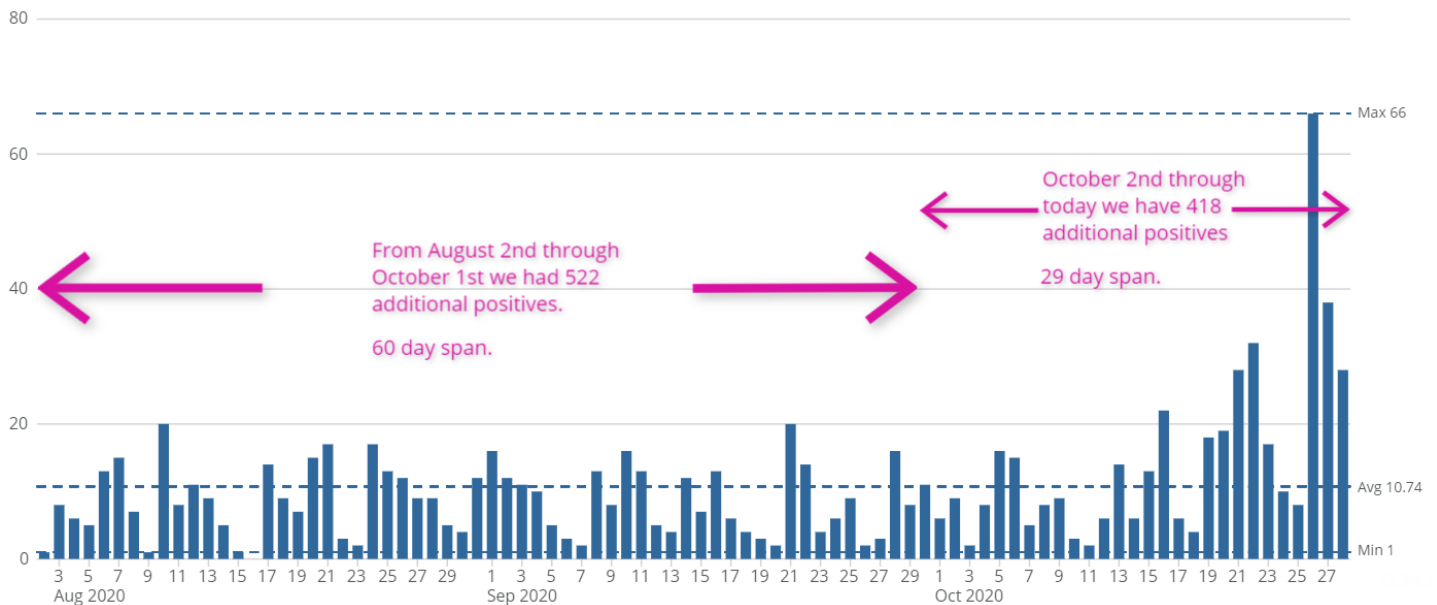 80
Max 66
60
October 2nd through
today we have 418
additional positives
29 day span.
From August 2nd through
October 1st we had 522
additional positives.
60 day span.
40
20
Avg 10.74
Min 1
0
3 5 7 9 11 13 15 17 19 21 23 25 27 29 1 3 5 7 9 11 13 15 17 19 21 23 25 27 29 1 3 5 7 9 11 13 15 17 19 21 23 25 27
Aug 2020 Sep 2020 Oct 2020